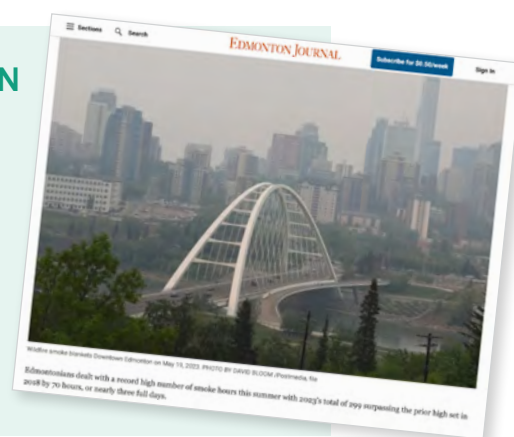 N
Sections
Search
EDMONTON JOURNAL
Subscribe for $0.50/week
Sign In
Wildfire smoke blankets Downtown Edmonton on May 16, 2023. PHOTO BY DAVID BLOOM /Postmedia, file
Edmontonians dealt with a record high number of smoke hours this summer with 2023's total of 299 surpassing the prior high set in
2018 by 70 hours, or nearly three full days.